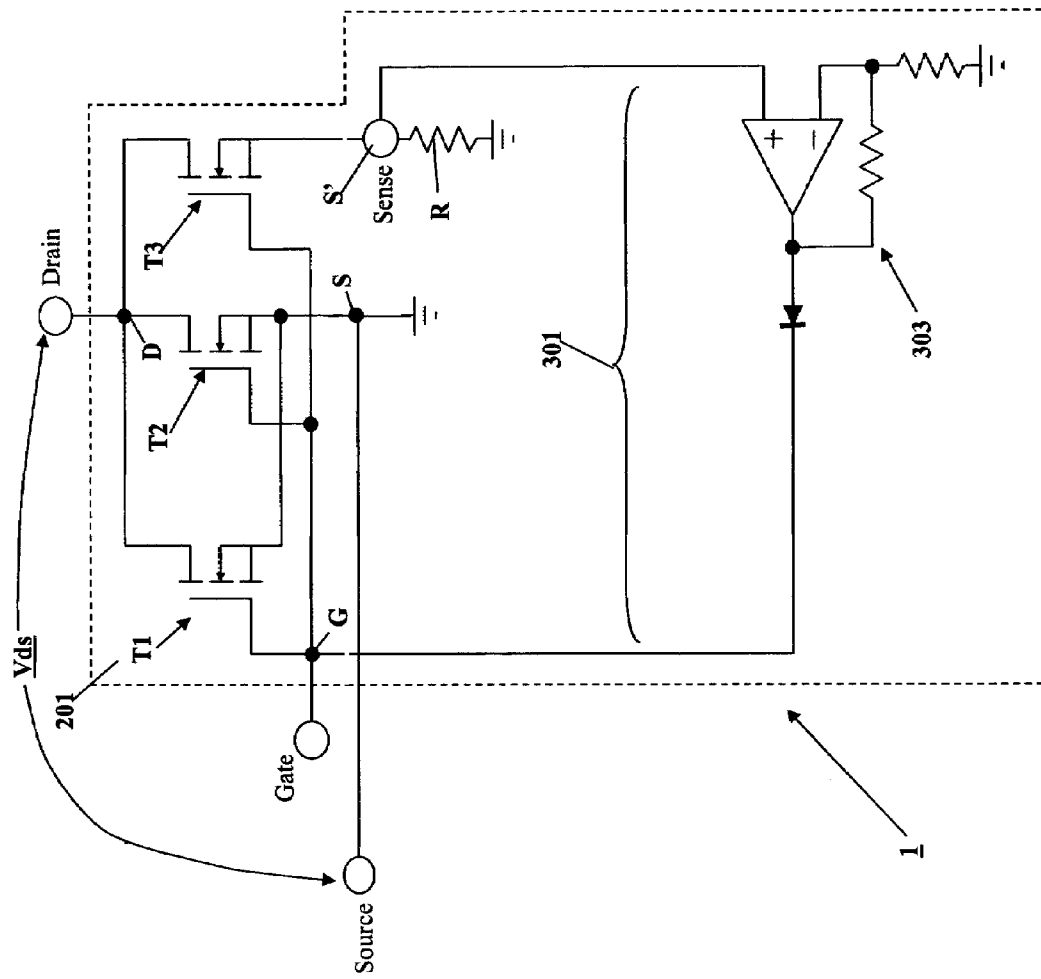 Drain
Vds
201
T1
T2
T3
D
S'
Sense
R
S
G
Gate
Source
301
+
−
303
1